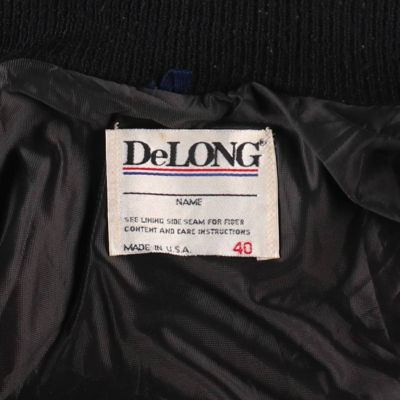 DeLONG®
NAME
SEE LINING SIDE SEAM FOR FIBER
CONTENT AND CARE INSTRUCTIONS
MADE IN U.S.A. 40